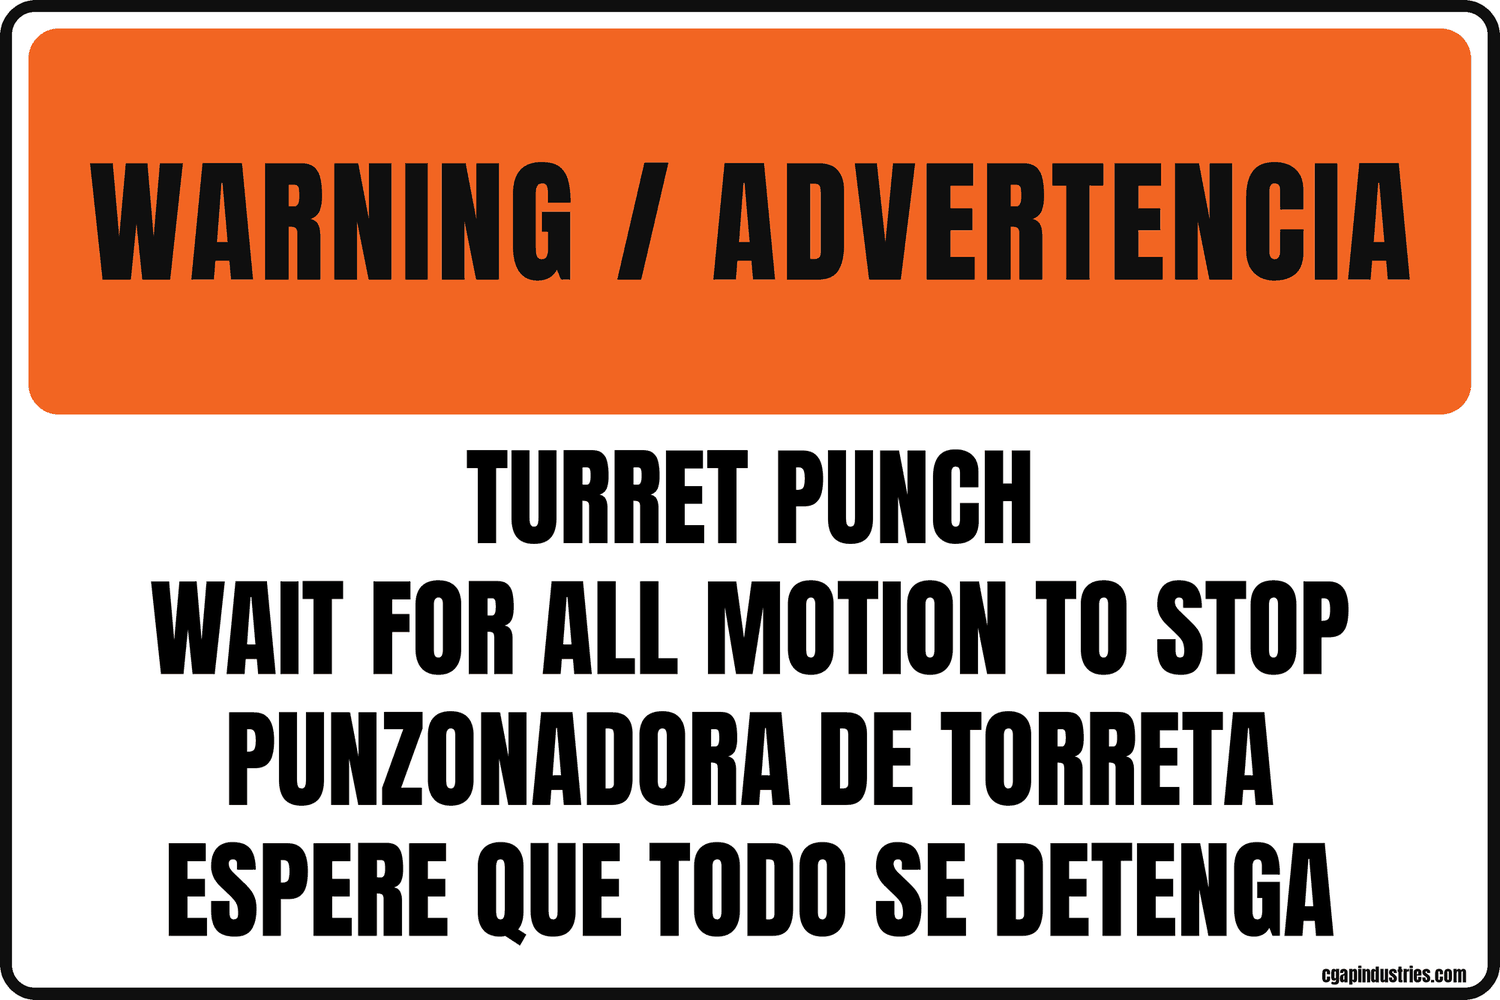 WARNING / ADVERTENCIA
TURRET PUNCH
WAIT FOR ALL MOTION TO STOP
PUNZONADORA DE TORRETA
ESPERE QUE TODO SE DETENGA
cgapindustries.com